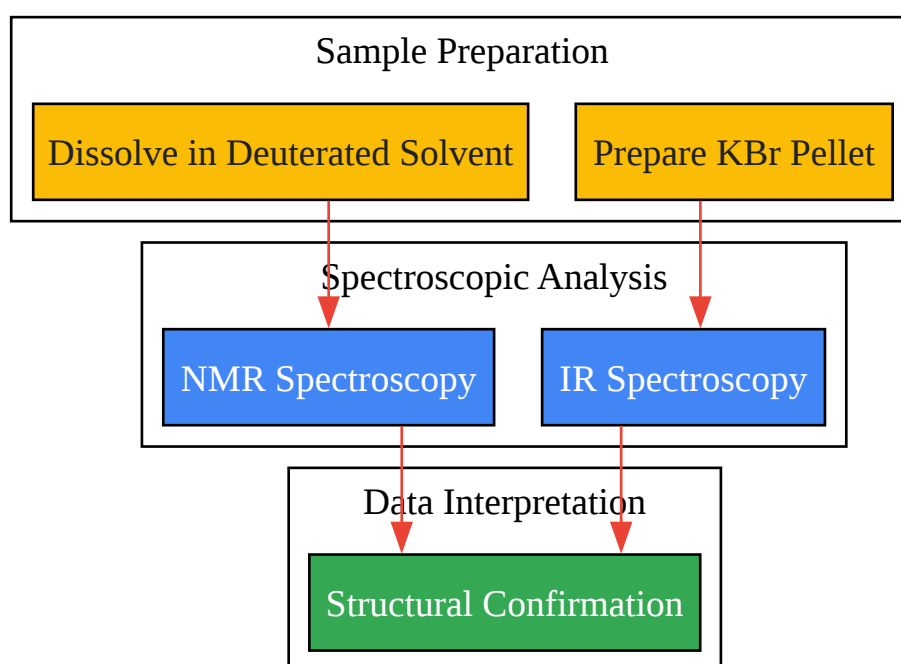 Sample Preparation
Dissolve in Deuterated Solvent
Prepare KBr Pellet
Spectroscopic Analysis
NMR Spectroscopy
IR Spectroscopy
Data Interpretation
Structural Confirmation